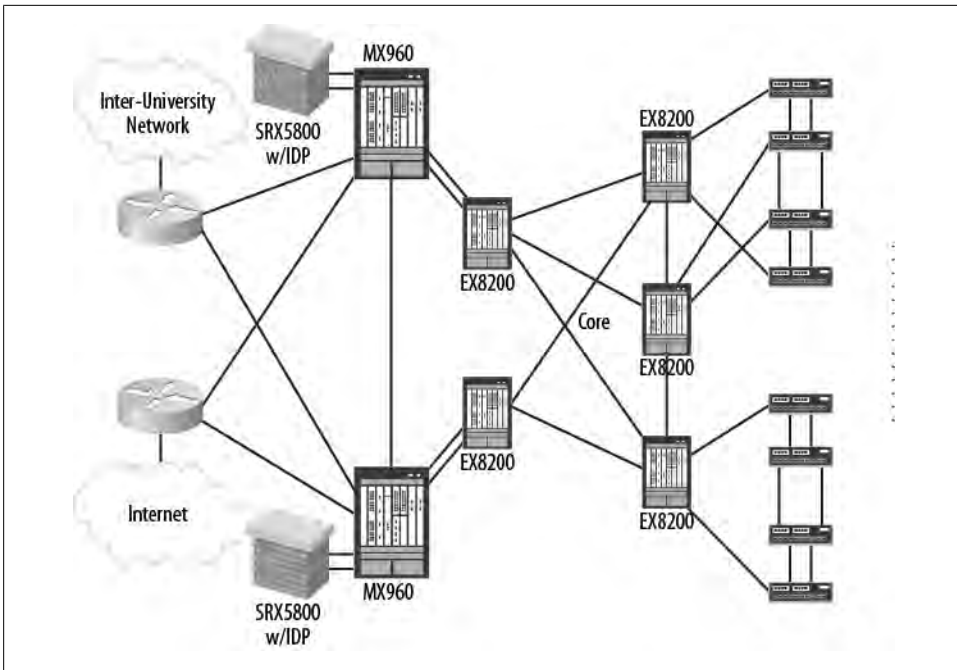 MX960
Inter-University
Network
SRX5800
w/IDP
EX8200
EX8200
EX8200
Core
EX8200
EX8200
Internet
MX960
SRX5800
w/IDP